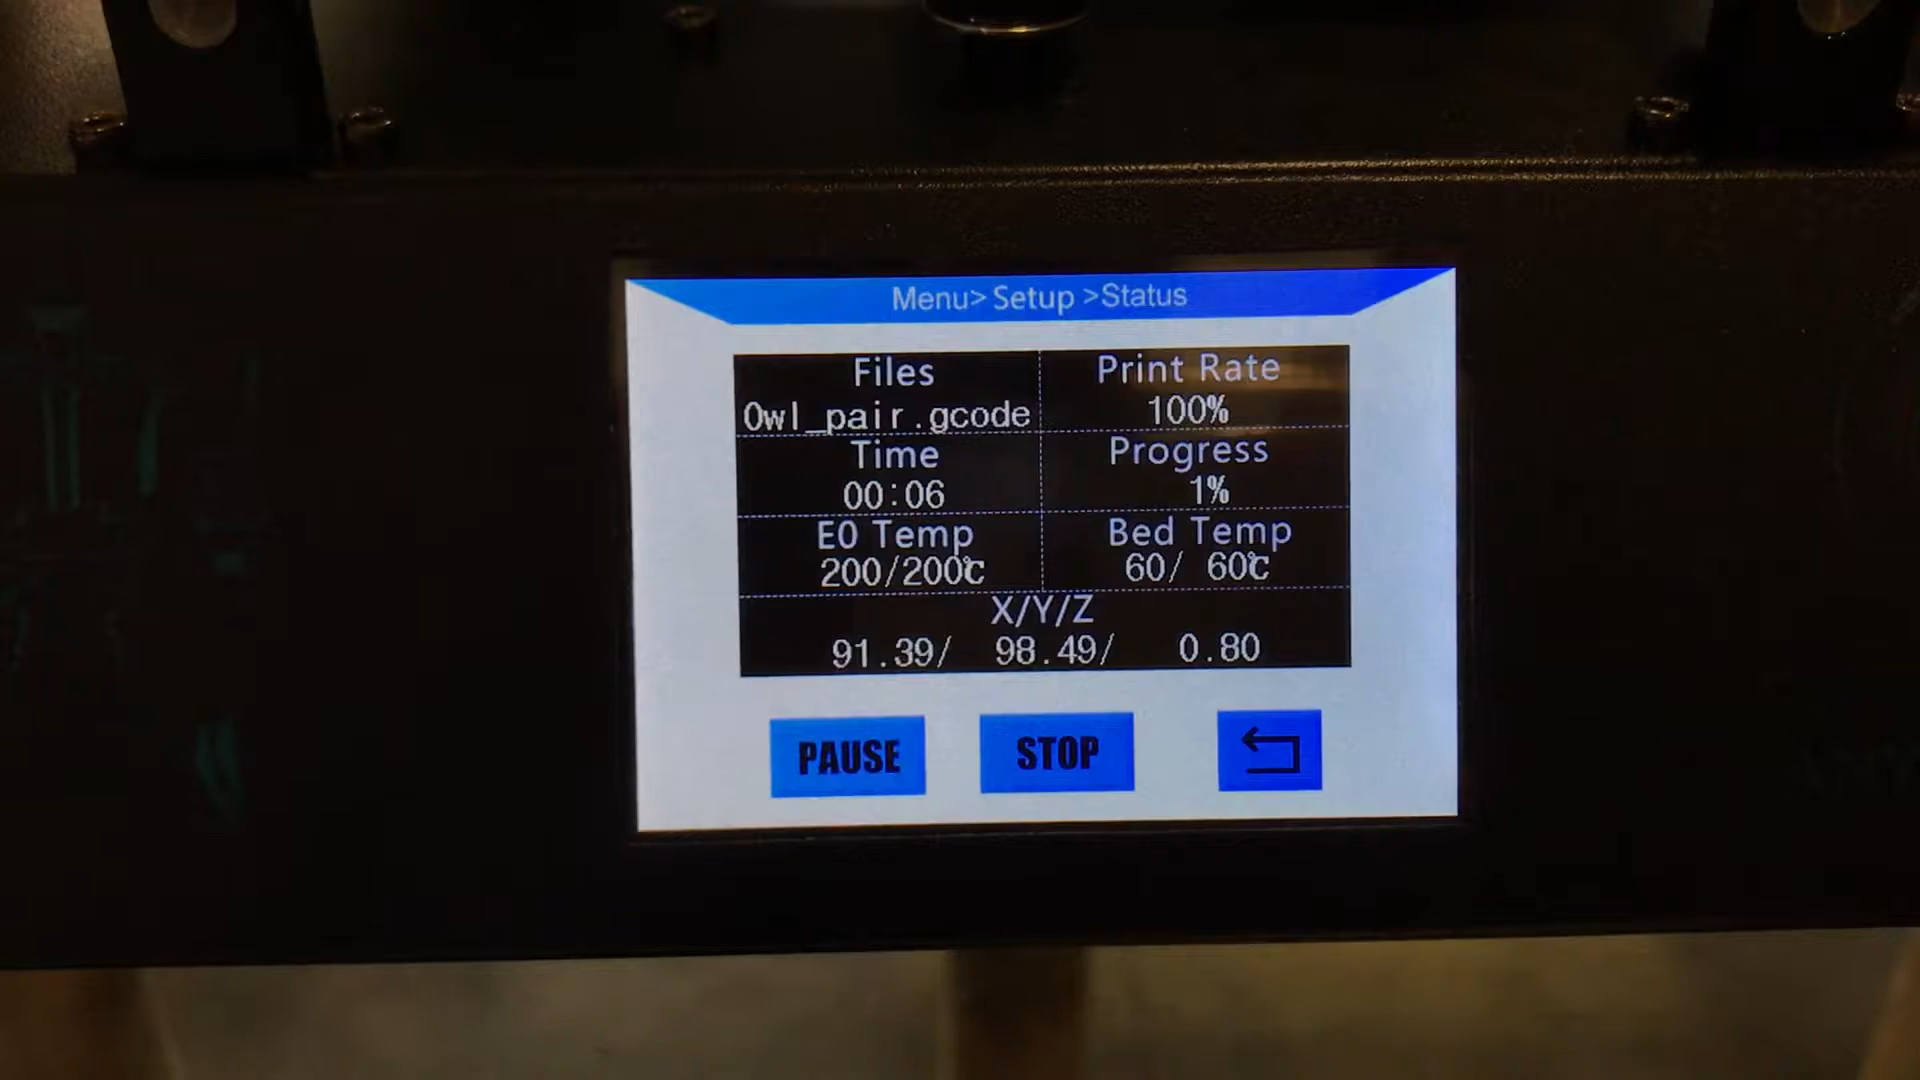 Menu> Setup >Status
Files
Owl_pair.gcode
Print Rate
100%
Time
00:06
Progress
1%
E0 Temp
200/200℃
Bed Temp
60/ 60℃
X/Y/Z
91.39/ 98.49/ 0.80
PAUSE
STOP